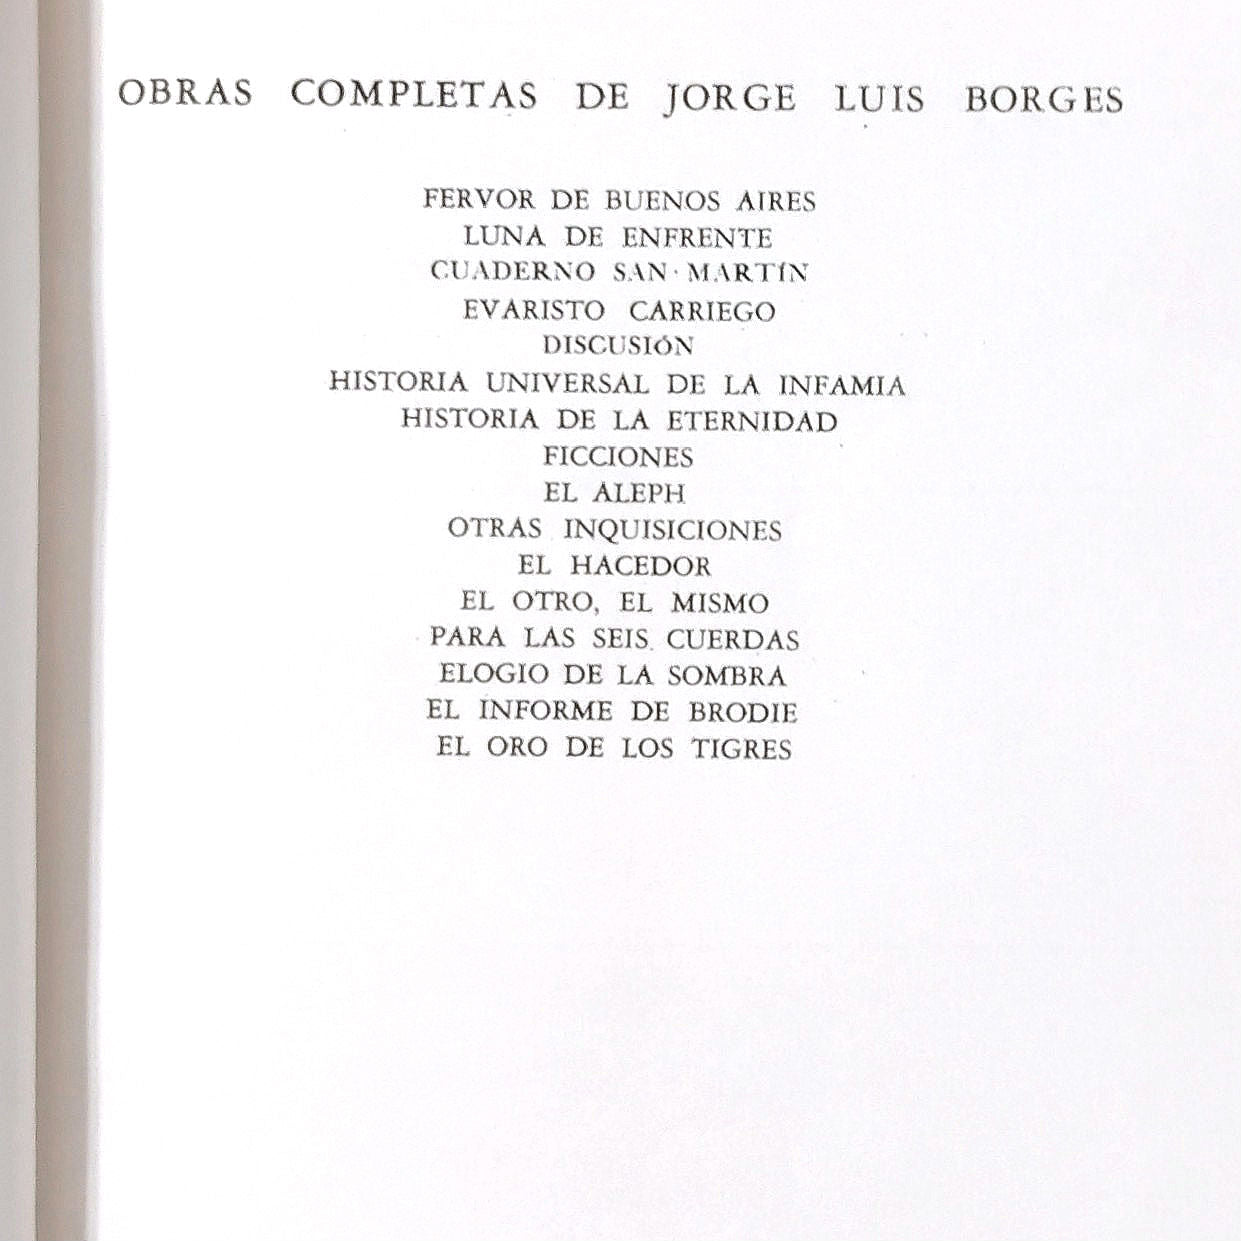 OBRAS COMPLETAS DE JORGE LUIS BORGES
FERVOR DE BUENOS AIRES
LUNA DE ENFRENTE
CUADERNO SAN MARTÍN
EVARISTO CARRIEGO
DISCUSIÓN
HISTORIA UNIVERSAL DE LA INFAMIA
HISTORIA DE LA ETERNIDAD
FICCIONES
EL ALEPH
OTRAS INQUISICIONES
EL HACEDOR
EL OTRO, EL MISMO
PARA LAS SEIS CUERDAS
ELOGIO DE LA SOMBRA
EL INFORME DE BRODIE
EL ORO DE LOS TIGRES